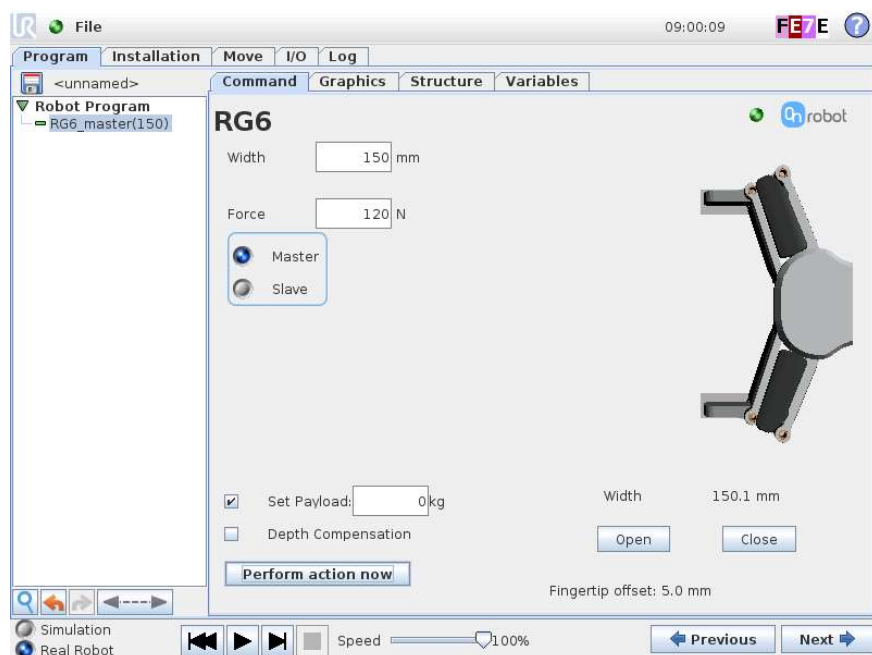 UR File 09:00:09 FE7E ?
Program Installation Move I/O Log
<unnamed> Command Graphics Structure Variables
Robot Program
RG6_master(150)
RG6
On robot
Width 150 mm
Force 120 N
Master
Slave
Set Payload: 0 kg
Width 150.1 mm
Depth Compensation
Open Close
Perform action now
Fingertip offset: 5.0 mm
Simulation
Real Robot
Speed 100%
Previous Next